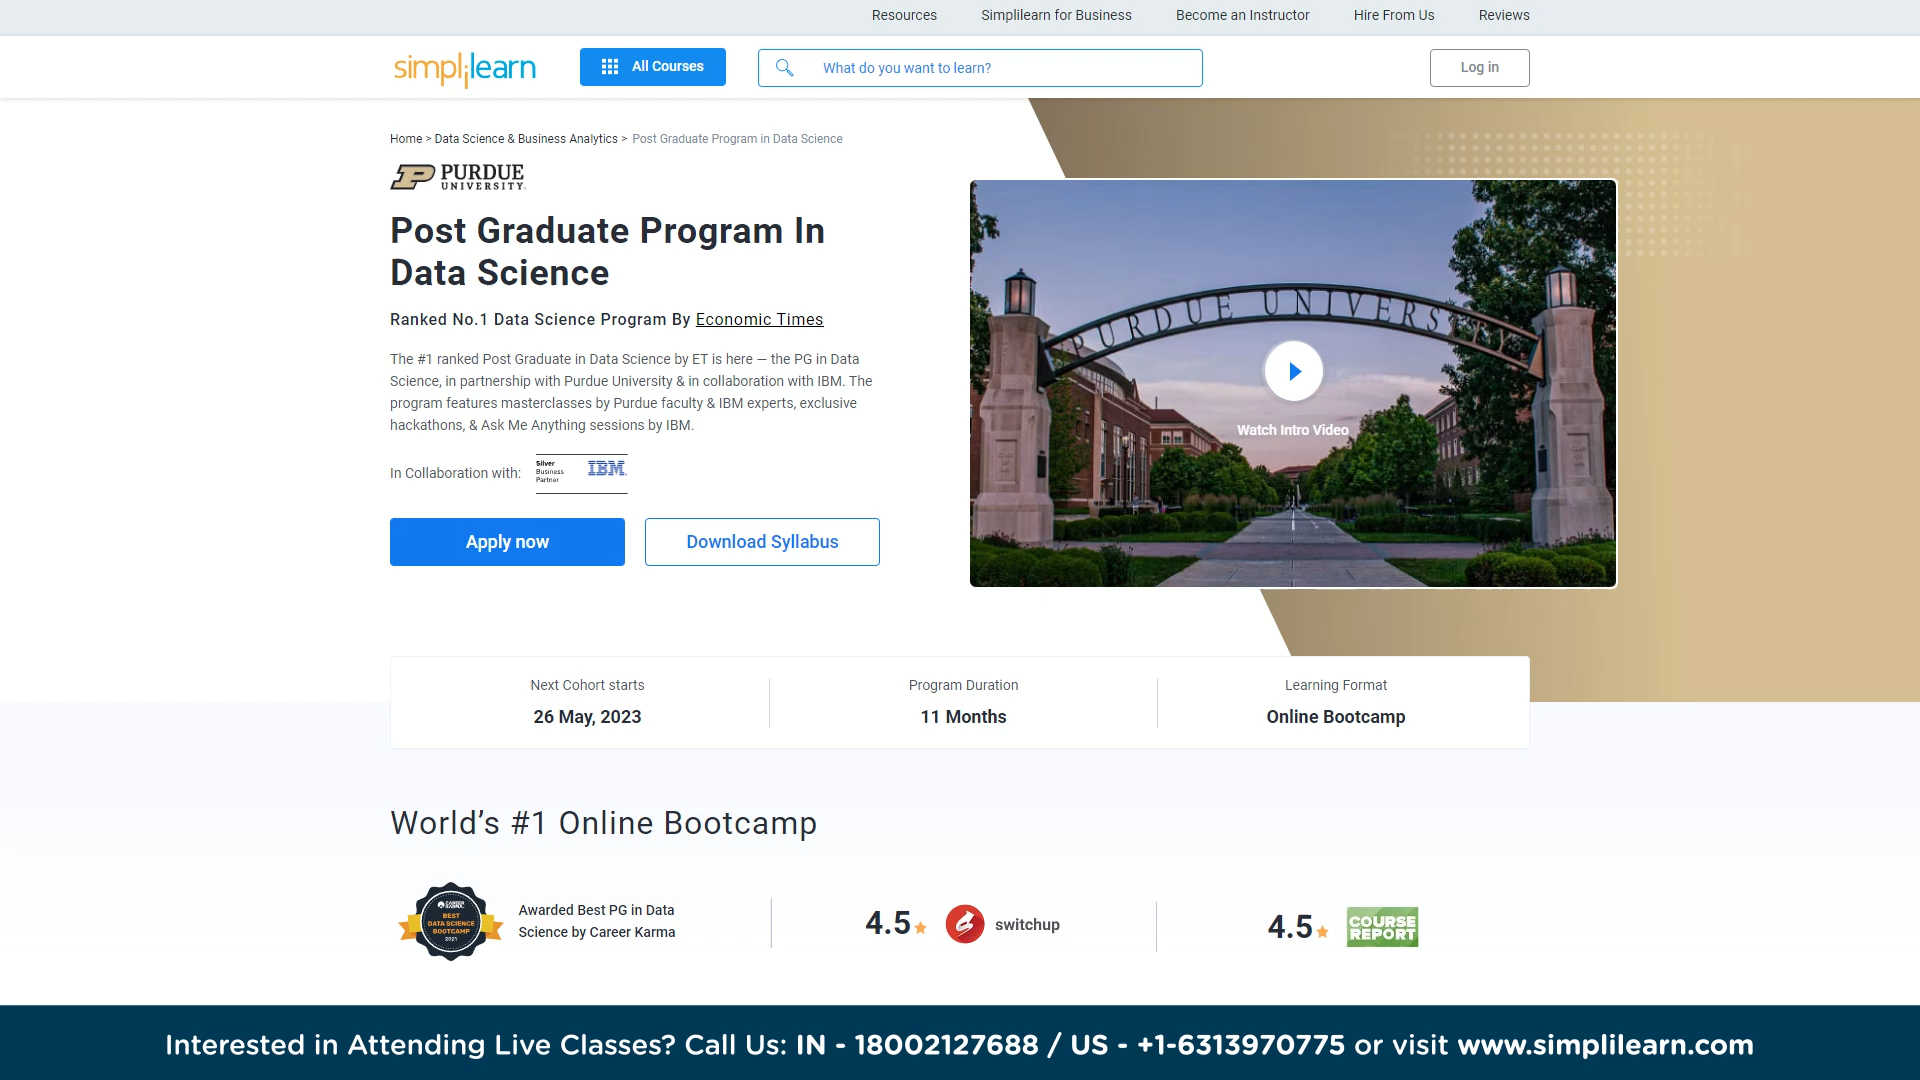 Resources Simplilearn for Business Become an Instructor Hire From Us Reviews
simplilearn
All Courses
What do you want to learn?
Log in
Home > Data Science & Business Analytics > Post Graduate Program in Data Science
PURDUE
UNIVERSITY
Post Graduate Program In
Data Science
Ranked No.1 Data Science Program By Economic Times
The #1 ranked Post Graduate in Data Science by ET is here — the PG in Data
Science, in partnership with Purdue University & in collaboration with IBM. The
program features masterclasses by Purdue faculty & IBM experts, exclusive
hackathons, & Ask Me Anything sessions by IBM.
In Collaboration with:
Silver
Business
Partner
IBM
Apply now
Download Syllabus
PURDUE UNIVERSITY
Watch Intro Video
Next Cohort starts
26 May, 2023
Program Duration
11 Months
Learning Format
Online Bootcamp
World’s #1 Online Bootcamp
CAREER
KARMA
BEST
DATA SCIENCE
BOOTCAMP
2021
Awarded Best PG in Data
Science by Career Karma
4.5
switchup
4.5
COURSE
REPORT
Interested in Attending Live Classes? Call Us: IN - 18002127688 / US - +1-6313970775 or visit www.simplilearn.com